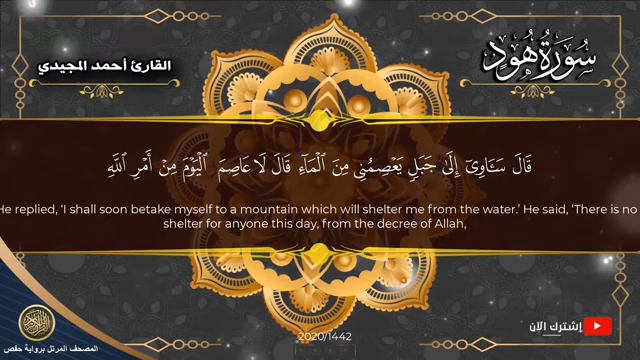 سورة هود
القارئ أحمد المجيدي
قَالَ سَـَٔاوِىٓ إِلَىٰ جَبَلٍ يَعْصِمُنِى مِنَ ٱلْمَآءِ قَالَ لَا عَاصِمَ ٱلْيَوْمَ مِنْ أَمْرِ ٱللَّهِ
He replied, ‘I shall soon betake myself to a mountain which will shelter me from the water.’ He said, ‘There is no
shelter for anyone this day, from the decree of Allah,
إشترك الآن
2020/1442
المصحف المرتل برواية حفص